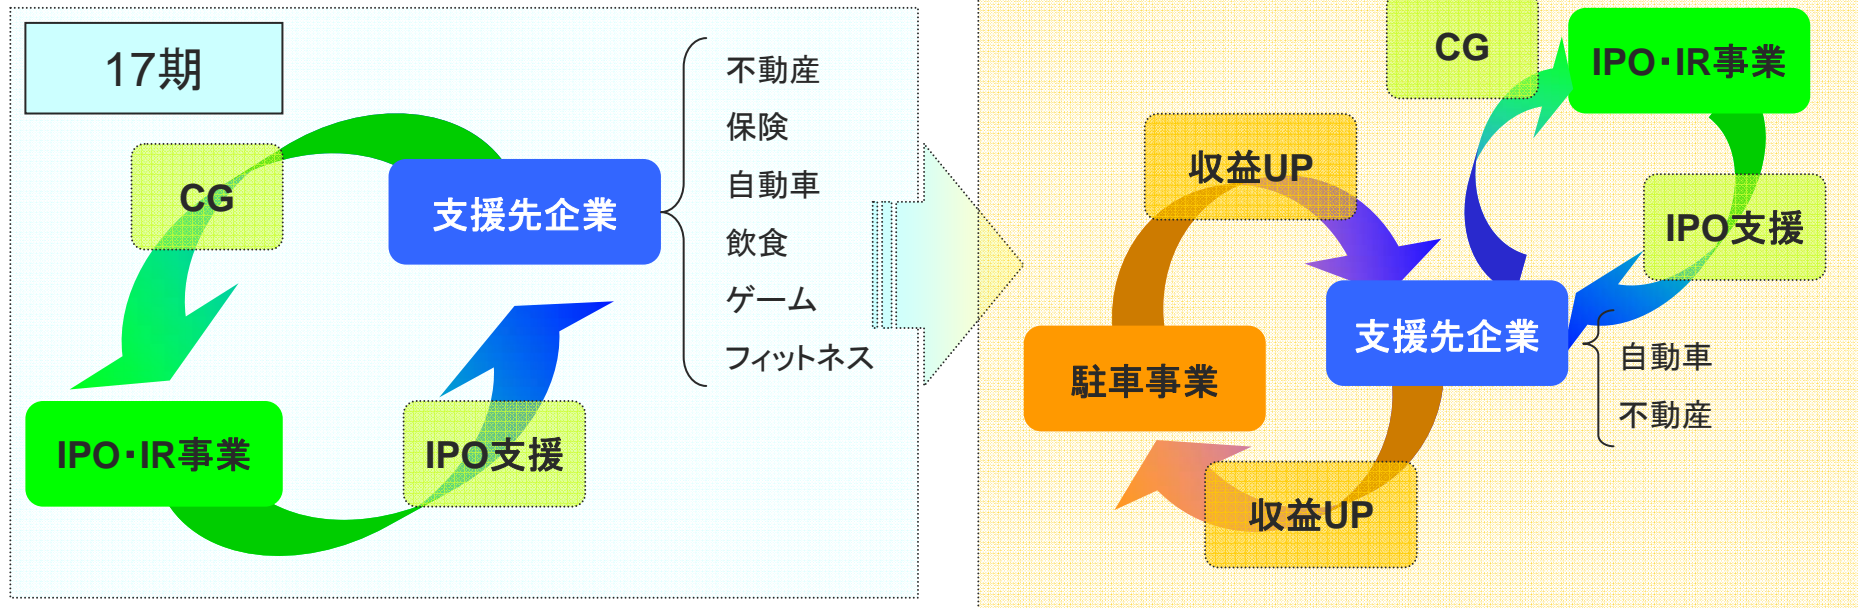 17期
CG
支援先企業
不動産
保険
自動車
飲食
ゲーム
フィットネス
IPO・IR事業
IPO支援
CG
IPO・IR事業
収益UP
IPO支援
支援先企業
駐車事業
自動車
不動産
収益UP